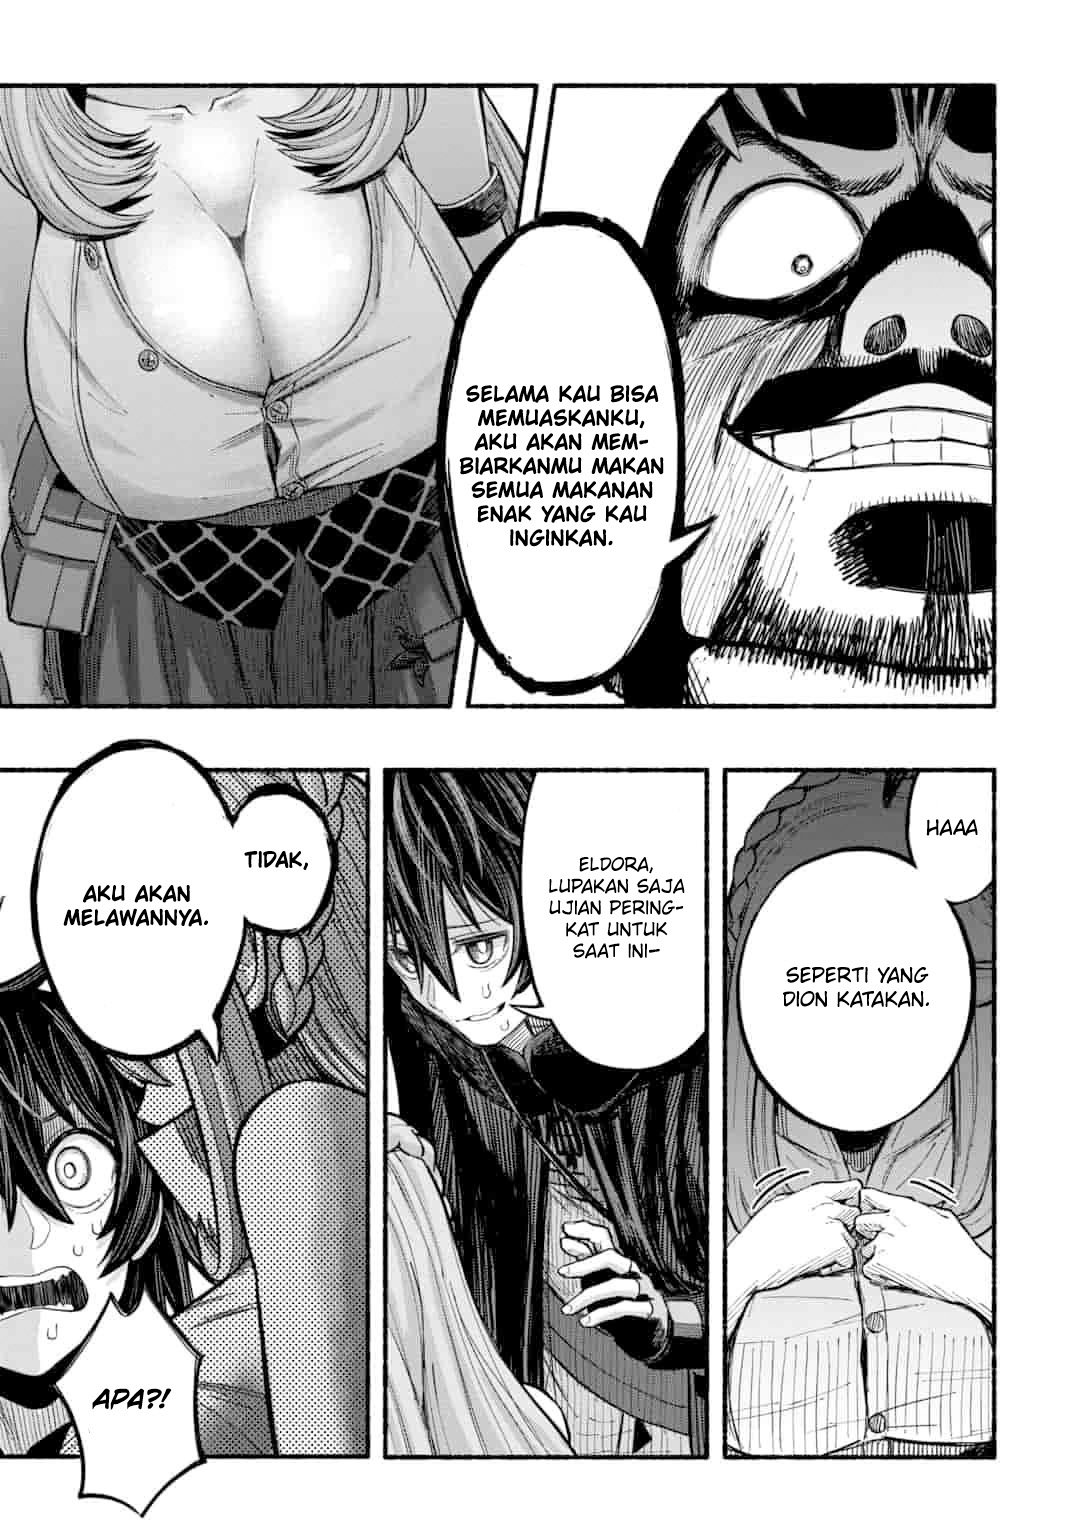 SELAMA KAU BISA
MEMUASKANKU,
AKU AKAN MEM-
BIARKANMU MAKAN
SEMUA MAKANAN
ENAK YANG KAU
INGINKAN.
HAAA
SEPERTI YANG
DION KATAKAN.
ELDORA,
LUPAKAN SAJA
UJIAN PERING-
KAT UNTUK
SAAT INI-
TIDAK,
AKU AKAN
MELAWANNYA.
APA?!